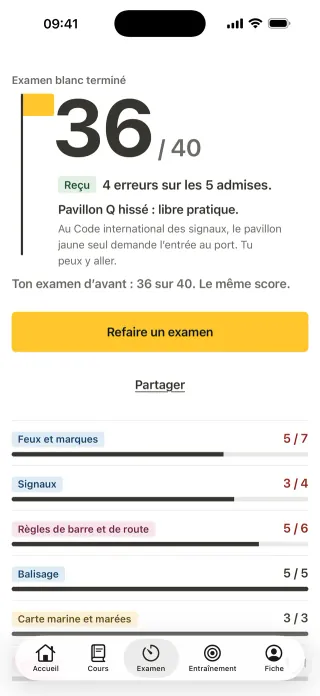 09:41
Examen blanc terminé
36 / 40
Reçu 4 erreurs sur les 5 admises.
Pavillon Q hissé : libre pratique.
Au Code international des signaux, le pavillon
jaune seul demande l’entrée au port. Tu
peux y aller.
Ton examen d’avant : 36 sur 40. Le même score.
Refaire un examen
Partager
Feux et marques 5 / 7
Signaux 3 / 4
Règles de barre et de route 5 / 6
Balisage 5 / 5
Carte marine et marées 3 / 3
Accueil Cours Examen Entraînement Fiche